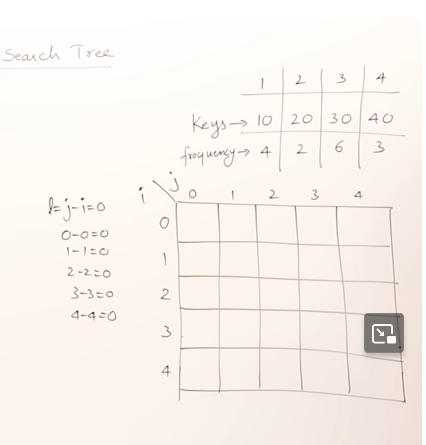 Search Tree
1 2 3 4
Keys→ 10 20 30 40
frequency→ 4 2 6 3
i \ j 0 1 2 3 4
l=j-i=0
0
0-0=0
1-1=0
1
2-2=0
2
3-3=0
3
4-4=0
4